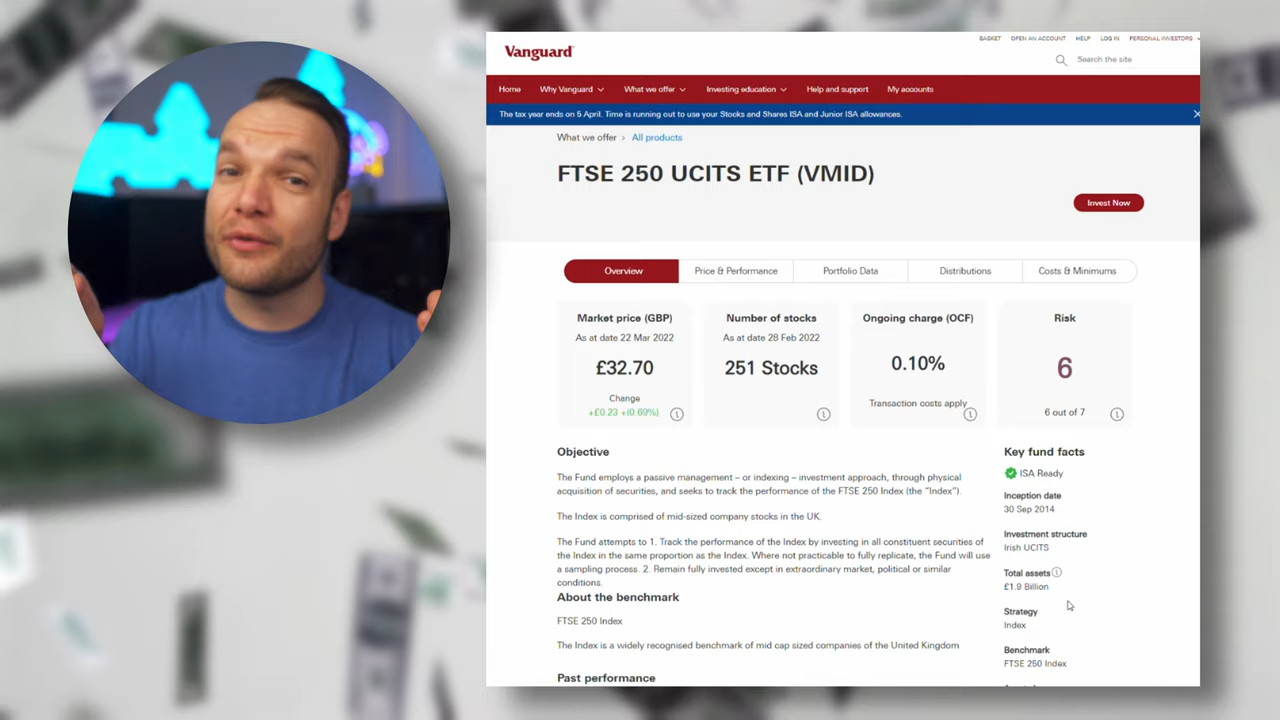 Vanguard
BASKET OPEN AN ACCOUNT HELP LOG IN PERSONAL INVESTORS
Search the site
Home Why Vanguard What we offer Investing education Help and support My accounts
The tax year ends on 5 April. Time is running out to use your Stocks and Shares ISA and Junior ISA allowances.
What we offer > All products
FTSE 250 UCITS ETF (VMID)
Invest Now
Overview Price & Performance Portfolio Data Distributions Costs & Minimums
Market price (GBP)
As at date 22 Mar 2022
£32.70
Change
+£0.23 +(0.69%)
Number of stocks
As at date 28 Feb 2022
251 Stocks
Ongoing charge (OCF)
0.10%
Transaction costs apply
Risk
6
6 out of 7
Objective
The Fund employs a passive management – or indexing – investment approach, through physical
acquisition of securities, and seeks to track the performance of the FTSE 250 Index (the “Index”).
The Index is comprised of mid-sized company stocks in the UK.
The Fund attempts to 1. Track the performance of the Index by investing in all constituent securities of
the Index in the same proportion as the Index. Where not practicable to fully replicate, the Fund will use
a sampling process. 2. Remain fully invested except in extraordinary market, political or similar
conditions.
About the benchmark
FTSE 250 Index
The Index is a widely recognised benchmark of mid cap sized companies of the United Kingdom
Past performance
Key fund facts
ISA Ready
Inception date
30 Sep 2014
Investment structure
Irish UCITS
Total assets
£1.9 Billion
Strategy
Index
Benchmark
FTSE 250 Index